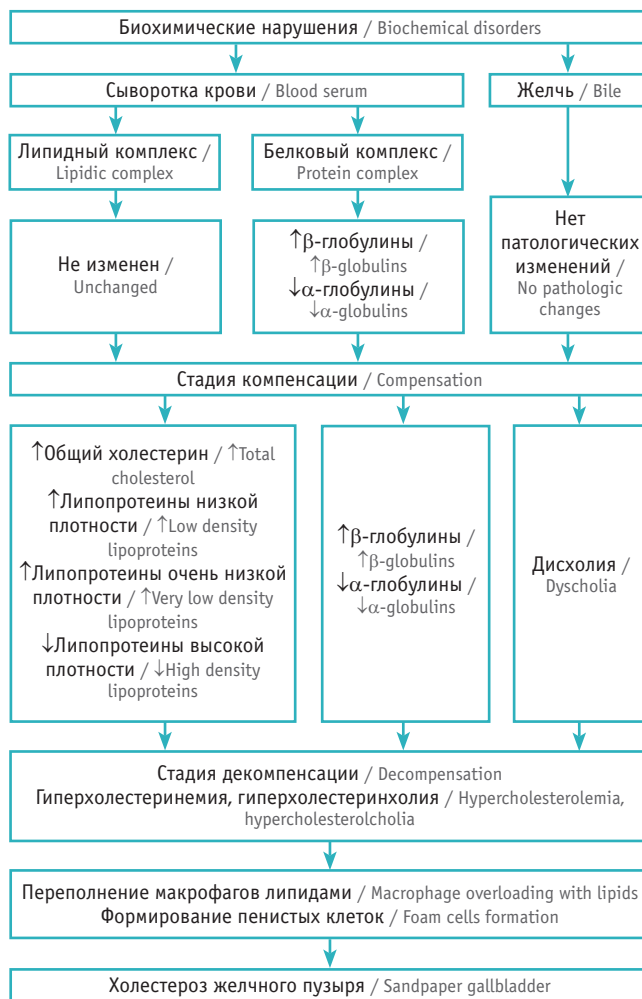 Биохимические нарушения / Biochemical disorders
Сыворотка крови / Blood serum
Желчь / Bile
Липидный комплекс /
Lipidic complex
Белковый комплекс /
Protein complex
Не изменен /
Unchanged
↑β-глобулины /
↑β-globulins
↓α-глобулины /
↓α-globulins
Нет
патологических
изменений /
No pathologic
changes
Стадия компенсации / Compensation
↑Общий холестерин / ↑Total
cholesterol
↑Липопротеины низкой
плотности / ↑Low density
lipoproteins
↑Липопротеины очень низкой
плотности / ↑Very low density
lipoproteins
↓Липопротеины высокой
плотности / ↓High density
lipoproteins
↑β-глобулины /
↑β-globulins
↓α-глобулины /
↓α-globulins
Дисхолия /
Dyscholia
Стадия декомпенсации / Decompensation
Гиперхолестеринемия, гиперхолестеринхолия / Hypercholesterolemia,
hypercholesterolcholia
Переполнение макрофагов липидами / Macrophage overloading with lipids
Формирование пенистых клеток / Foam cells formation
Холестероз желчного пузыря / Sandpaper gallbladder